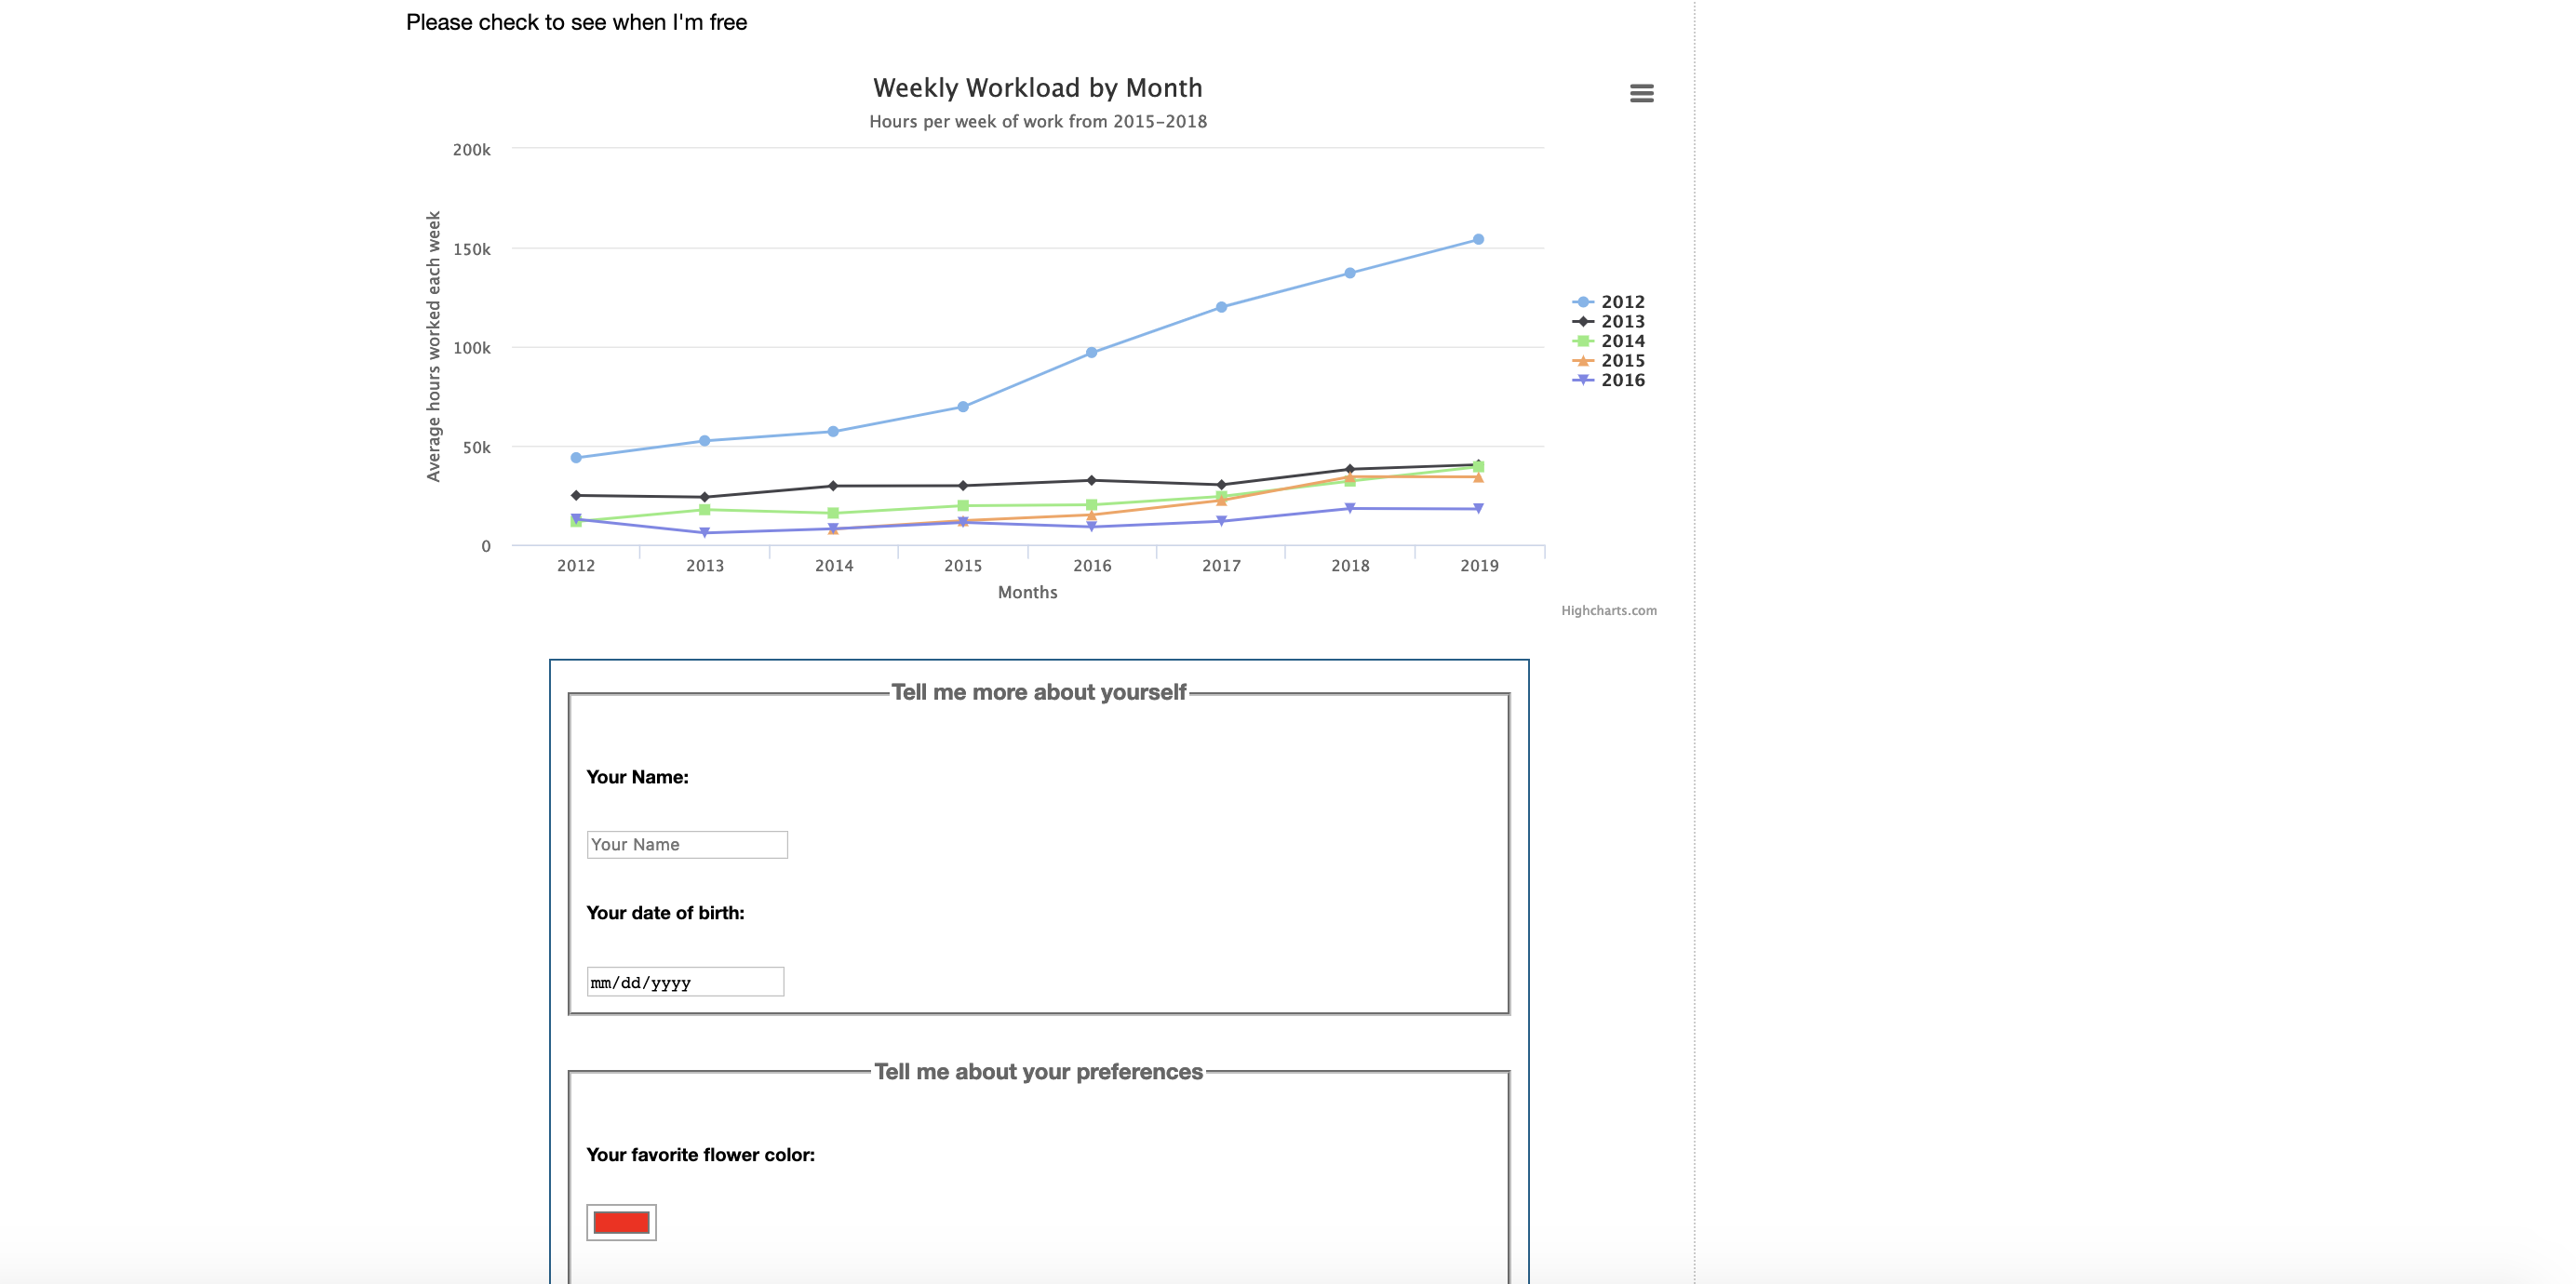 Please check to see when I'm free
Weekly Workload by Month
Hours per week of work from 2015-2018
Average hours worked each week
200k
150k
100k
50k
0
2012
2013
2014
2015
2016
2017
2018
2019
Months
2012
2013
2014
2015
2016
Highcharts.com
Tell me more about yourself
Your Name:
Your Name
Your date of birth:
mm/dd/yyyy
Tell me about your preferences
Your favorite flower color: